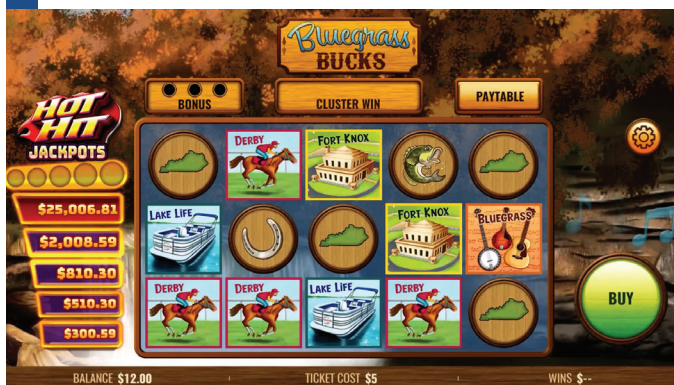 Bluegrass
BUCKS
BONUS
CLUSTER WIN
PAYTABLE
HOT
HIT
JACKPOTS
$25,006.81
$2,008.59
$810.30
$510.30
$300.59
DERBY
FORT KNOX
LAKE LIFE
FORT KNOX
BLUEGRASS
DERBY
DERBY
LAKE LIFE
DERBY
BUY
BALANCE $12.00
TICKET COST $5
WINS $--